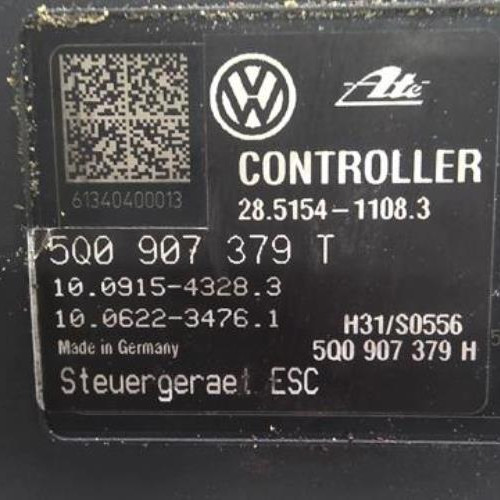 Ate
CONTROLLER
61340400013
28.5154-1108.3
5Q0 907 379 T
10.0915-4328.3
10.0622-3476.1
H31/S0556
Made in Germany
5Q0 907 379 H
Steuergeraet ESC